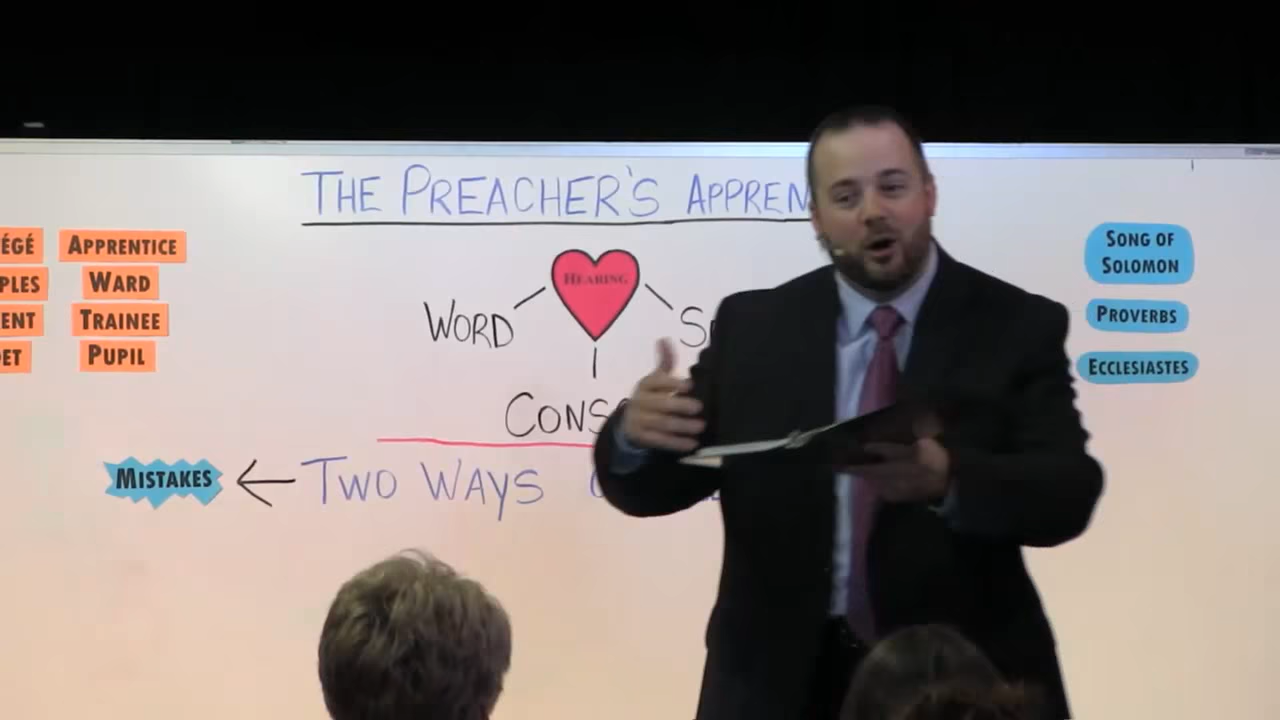 THE PREACHER'S APPREN
ÉGÉ
PLES
ENT
ET
APPRENTICE
WARD
TRAINEE
PUPIL
HEARING
WORD
CONS
SONG OF
SOLOMON
PROVERBS
ECCLESIASTES
MISTAKES
TWO WAYS